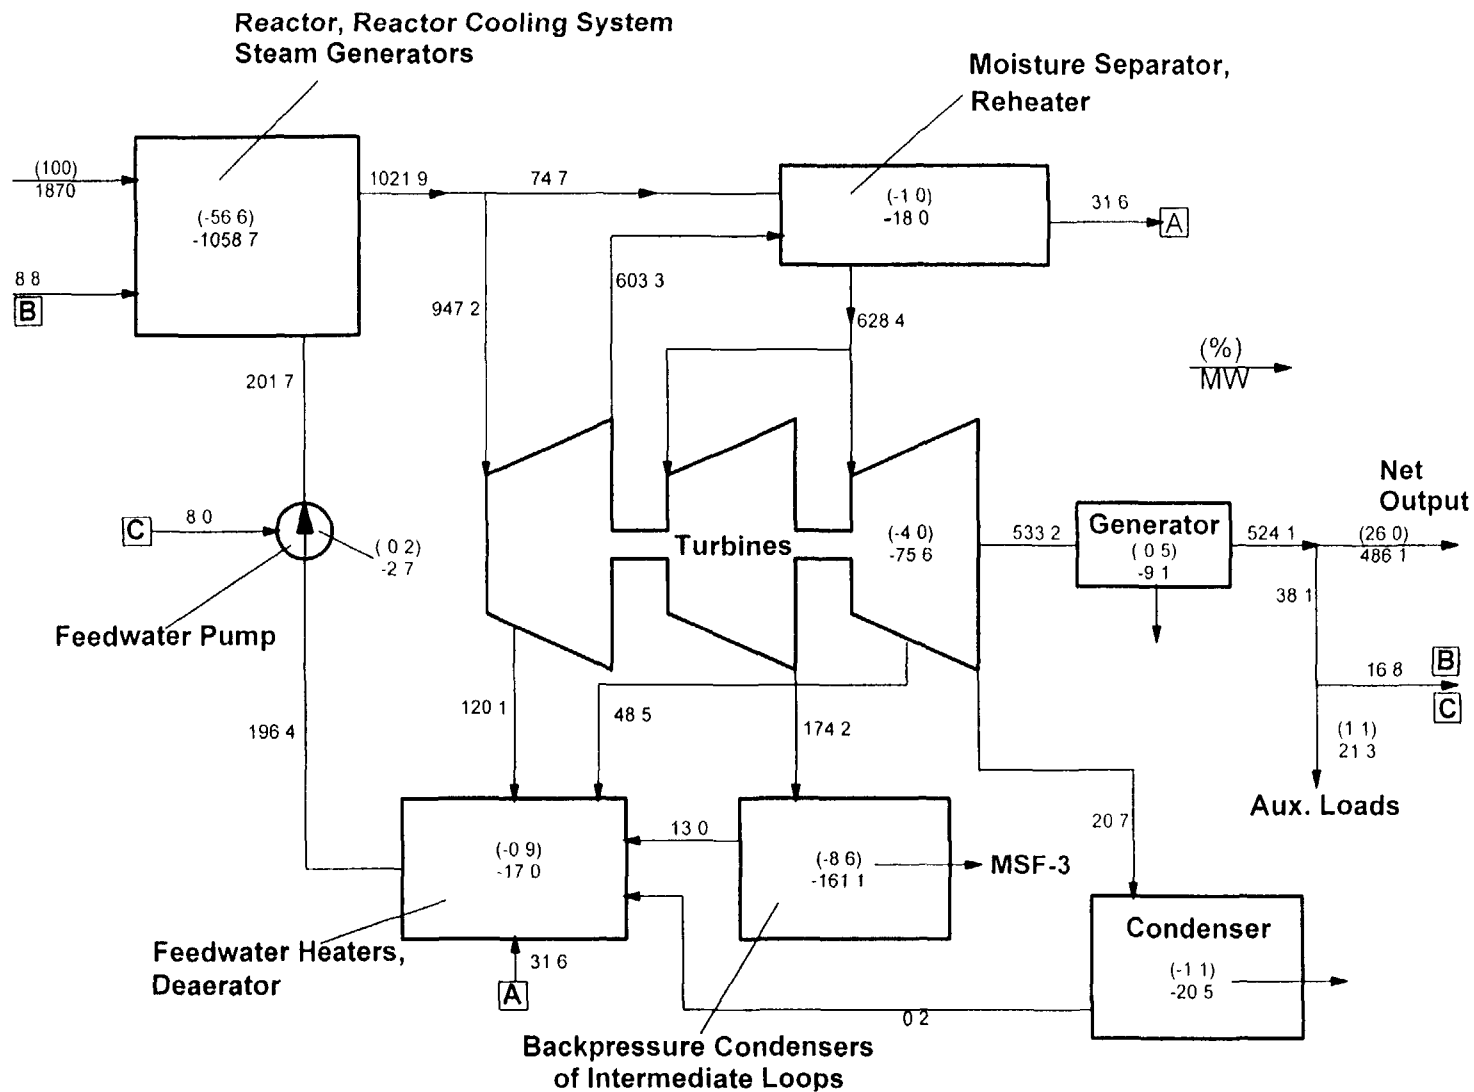 Reactor, Reactor Cooling System
Steam Generators
Moisture Separator,
Reheater
(100)
1870
1021 9
74 7
(-56 6)
-1058 7
(-1 0)
-18 0
31 6
A
8 8
B
947 2
603 3
628 4
(%)
MW
201 7
Net
Output
C
8 0
( 0 2)
-2 7
Turbines
(-4 0)
-75 6
533 2
Generator
( 0 5)
-9 1
524 1
(26 0)
486 1
38 1
Feedwater Pump
16 8
B
C
120 1
48 5
174 2
196 4
(1 1)
21 3
Aux. Loads
20 7
13 0
(-0 9)
-17 0
(-8 6)
-161 1
MSF-3
Condenser
(-1 1)
-20 5
Feedwater Heaters,
Deaerator
31 6
A
0 2
Backpressure Condensers
of Intermediate Loops